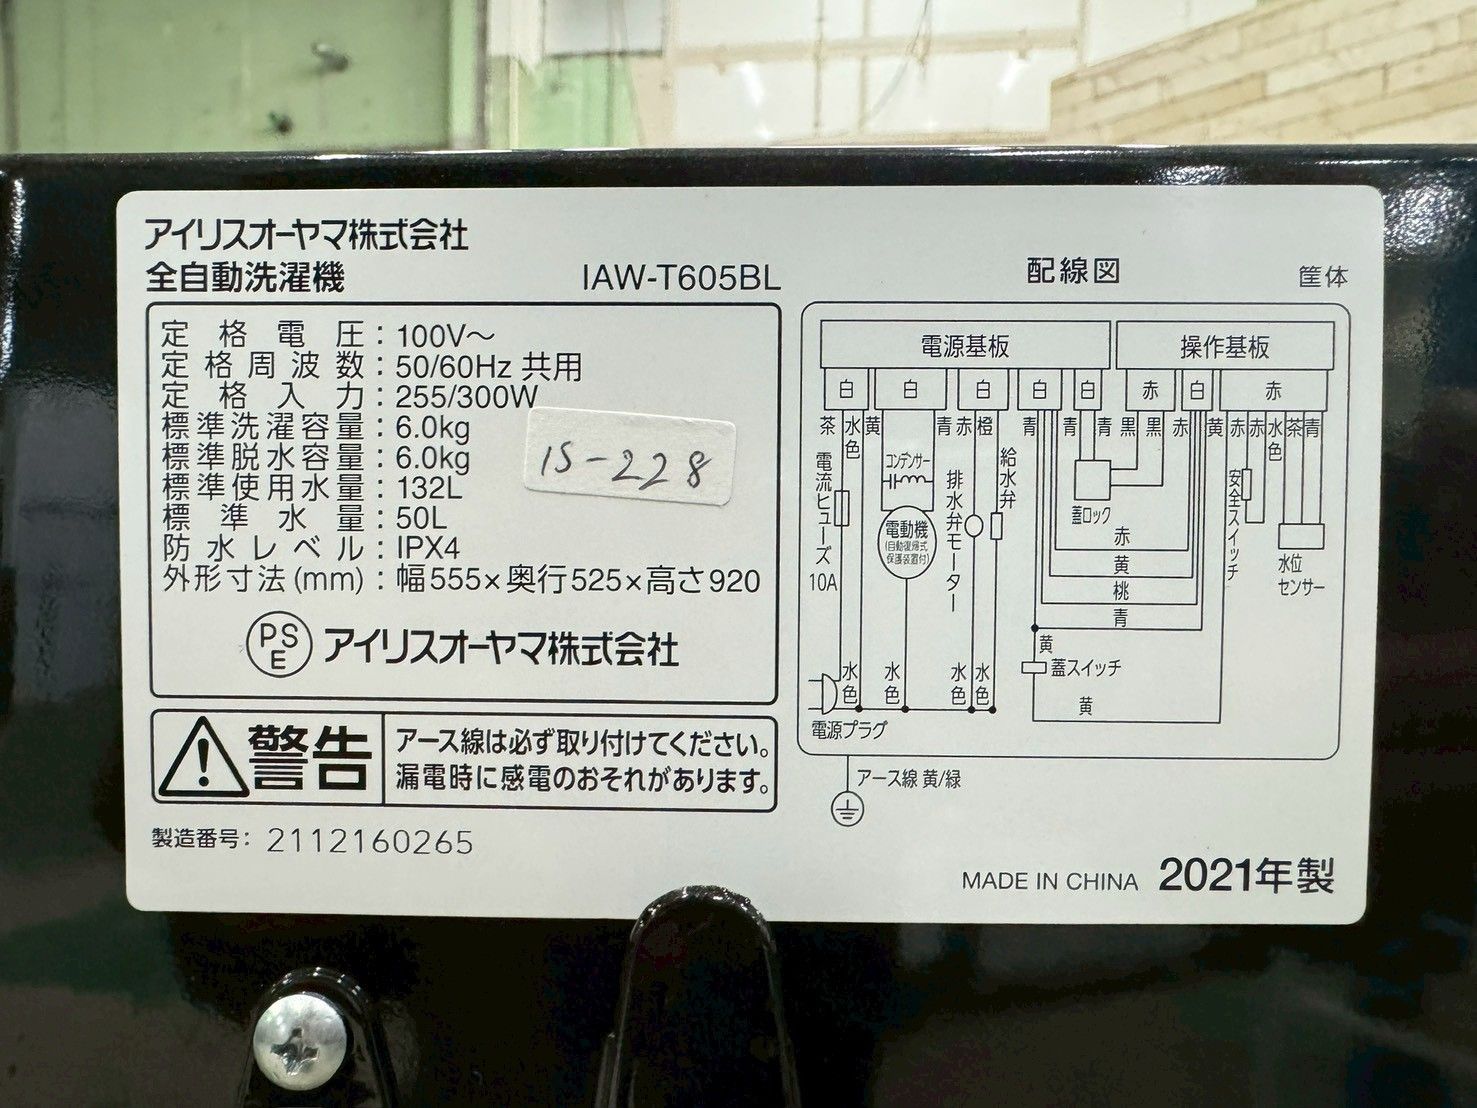 アイリスオーヤマ株式会社
全自動洗濯機 IAW-T605BL
定格電圧：100V～
定格周波数：50/60Hz 共用
定格入力：255/300W
標準洗濯容量：6.0kg
標準脱水容量：6.0kg
標準使用水量：132L
標準水量：50L
防水レベル：IPX4
外形寸法(mm)：幅555×奥行525×高さ920
PSE アイリスオーヤマ株式会社
IS-228
警告
アース線は必ず取り付けてください。
漏電時に感電のおそれがあります。
製造番号: 2112160265
配線図 筐体
電源基板 操作基板
白 白 白 白 白 赤 白 赤
茶 水色 黄 青 赤 橙 青 青 青 黒 黒 赤 黄 赤 赤 水色 茶 青
電流ヒューズ 10A
コンデンサー
電動機
(自動復帰式
保護装置付)
排水弁モーター
給水弁
蓋ロック
安全スイッチ
水位
センサー
赤
黄
桃
青
黄
蓋スイッチ
黄
水色 水色 水色 水色
電源プラグ
アース線 黄/緑
MADE IN CHINA 2021年製